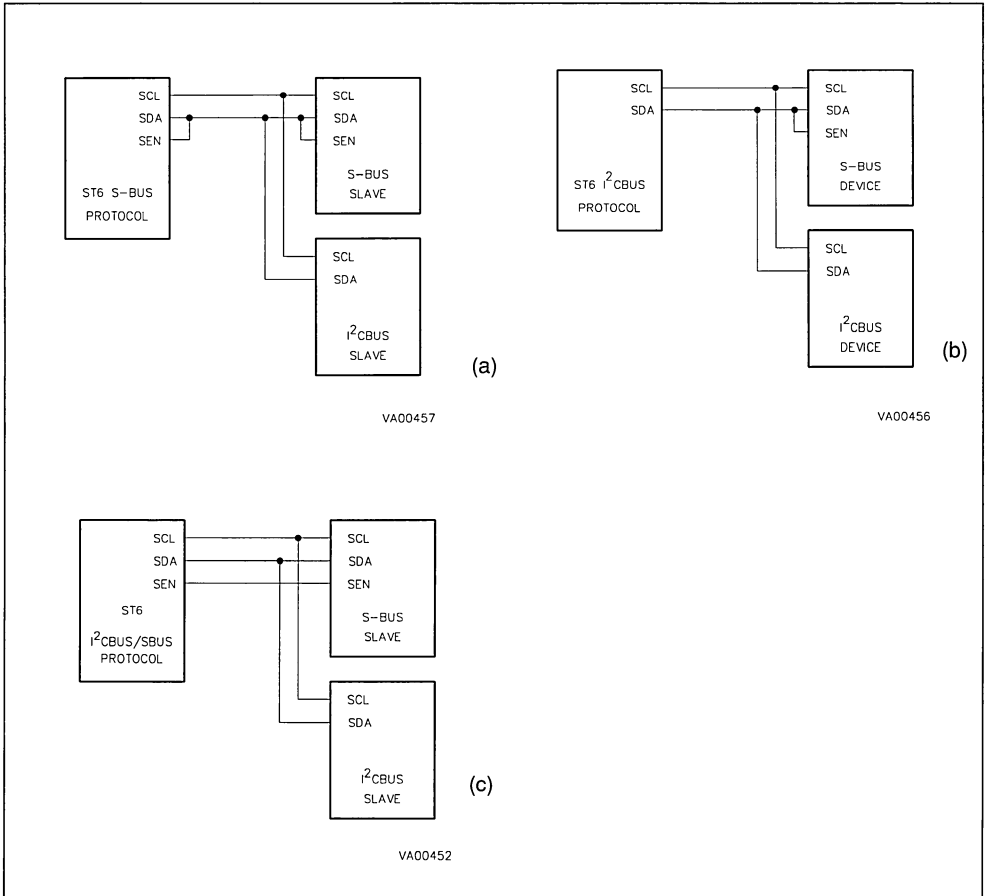 SCL
SDA
SEN
ST6 S-BUS
PROTOCOL
SCL
SDA
SEN
S-BUS
SLAVE
SCL
SDA
I²CBUS
SLAVE
(a)
VA00457
SCL
SDA
ST6 I²CBUS
PROTOCOL
SCL
SDA
SEN
S-BUS
DEVICE
SCL
SDA
I²CBUS
DEVICE
(b)
VA00456
SCL
SDA
SEN
ST6
I²CBUS/SBUS
PROTOCOL
SCL
SDA
SEN
S-BUS
SLAVE
SCL
SDA
I²CBUS
SLAVE
(c)
VA00452